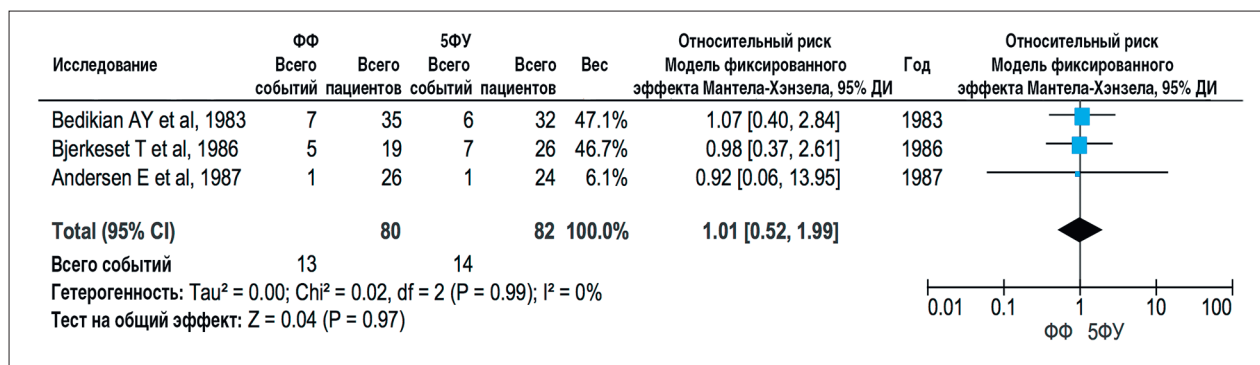 ФФ 5ФУ Относительный риск Относительный риск
Исследование Всего Всего Всего Всего Вес Модель фиксированного Год Модель фиксированного
событий пациентов событий пациентов эффекта Мантела-Хэнзела, 95% ДИ эффекта Мантела-Хэнзела, 95% ДИ
Bedikian AY et al, 1983 7 35 6 32 47.1% 1.07 [0.40, 2.84] 1983
Bjerkeset T et al, 1986 5 19 7 26 46.7% 0.98 [0.37, 2.61] 1986
Andersen E et al, 1987 1 26 1 24 6.1% 0.92 [0.06, 13.95] 1987
Total (95% CI) 80 82 100.0% 1.01 [0.52, 1.99]
Всего событий 13 14
Гетерогенность: Tau² = 0.00; Chi² = 0.02, df = 2 (P = 0.99); I² = 0%
Тест на общий эффект: Z = 0.04 (P = 0.97)
0.01 0.1 1 10 100
ФФ 5ФУ